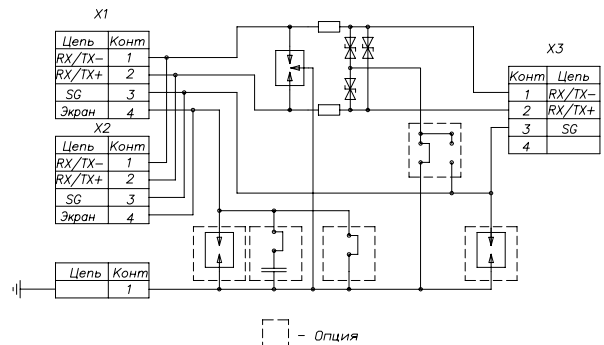 X1
Цепь Конт
RX/TX- 1
RX/TX+ 2
SG 3
Экран 4
X2
Цепь Конт
RX/TX- 1
RX/TX+ 2
SG 3
Экран 4
Цепь Конт
1
X3
Конт Цепь
1 RX/TX-
2 RX/TX+
3 SG
4
- Опция